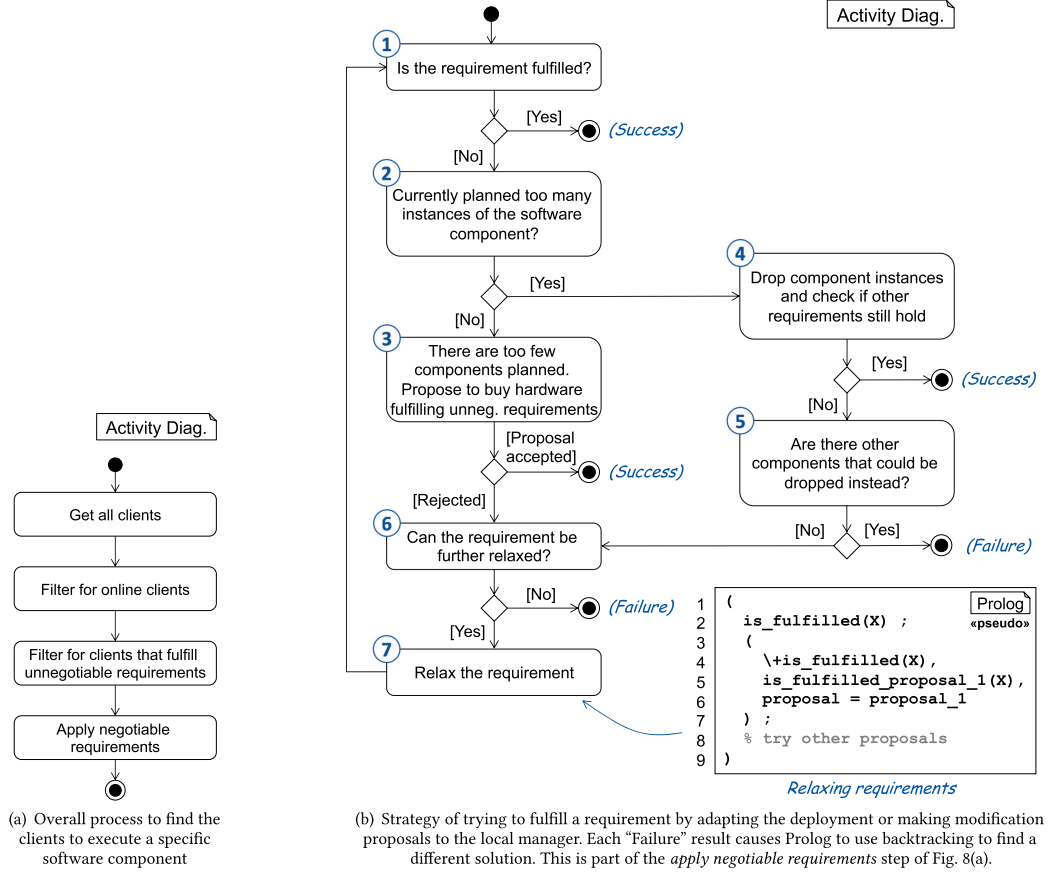 Activity Diag.
Get all clients
Filter for online clients
Filter for clients that fulfill
unnegotiable requirements
Apply negotiable
requirements
(a) Overall process to find the
clients to execute a specific
software component
Activity Diag.
1
Is the requirement fulfilled?
[Yes]
(Success)
[No]
2
Currently planned too many
instances of the software
component?
[Yes]
[No]
3
There are too few
components planned.
Propose to buy hardware
fulfilling unneg. requirements
[Proposal
accepted]
(Success)
[Rejected]
4
Drop component instances
and check if other
requirements still hold
[Yes]
(Success)
[No]
5
Are there other
components that could be
dropped instead?
[No]
[Yes]
(Failure)
6
Can the requirement be
further relaxed?
[No]
(Failure)
[Yes]
7
Relax the requirement
Prolog
«pseudo»
1 (
2 is_fulfilled(X) ;
3 (
4 \+is_fulfilled(X),
5 is_fulfilled_proposal_1(X),
6 proposal = proposal_1
7 ) ;
8 % try other proposals
9 )
Relaxing requirements
(b) Strategy of trying to fulfill a requirement by adapting the deployment or making modification
proposals to the local manager. Each “Failure” result causes Prolog to use backtracking to find a
different solution. This is part of the apply negotiable requirements step of Fig. 8(a).